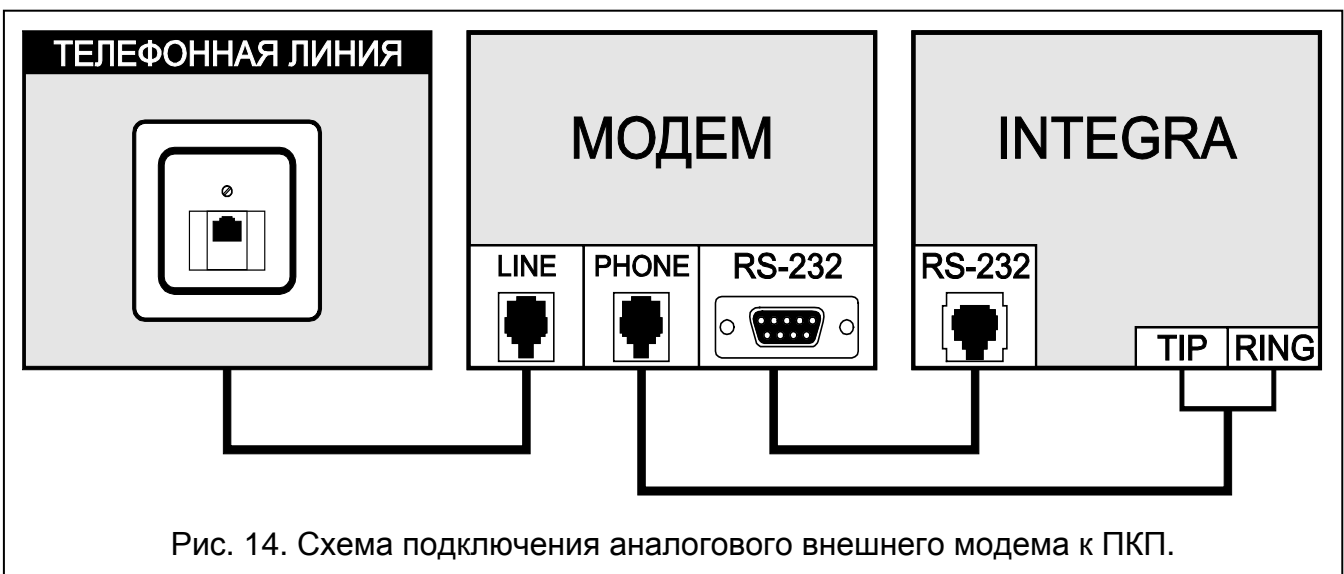 ТЕЛЕФОННАЯ ЛИНИЯ
МОДЕМ
INTEGRA
LINE
PHONE
RS-232
RS-232
TIP
RING
Рис. 14. Схема подключения аналогового внешнего модема к ПКП.